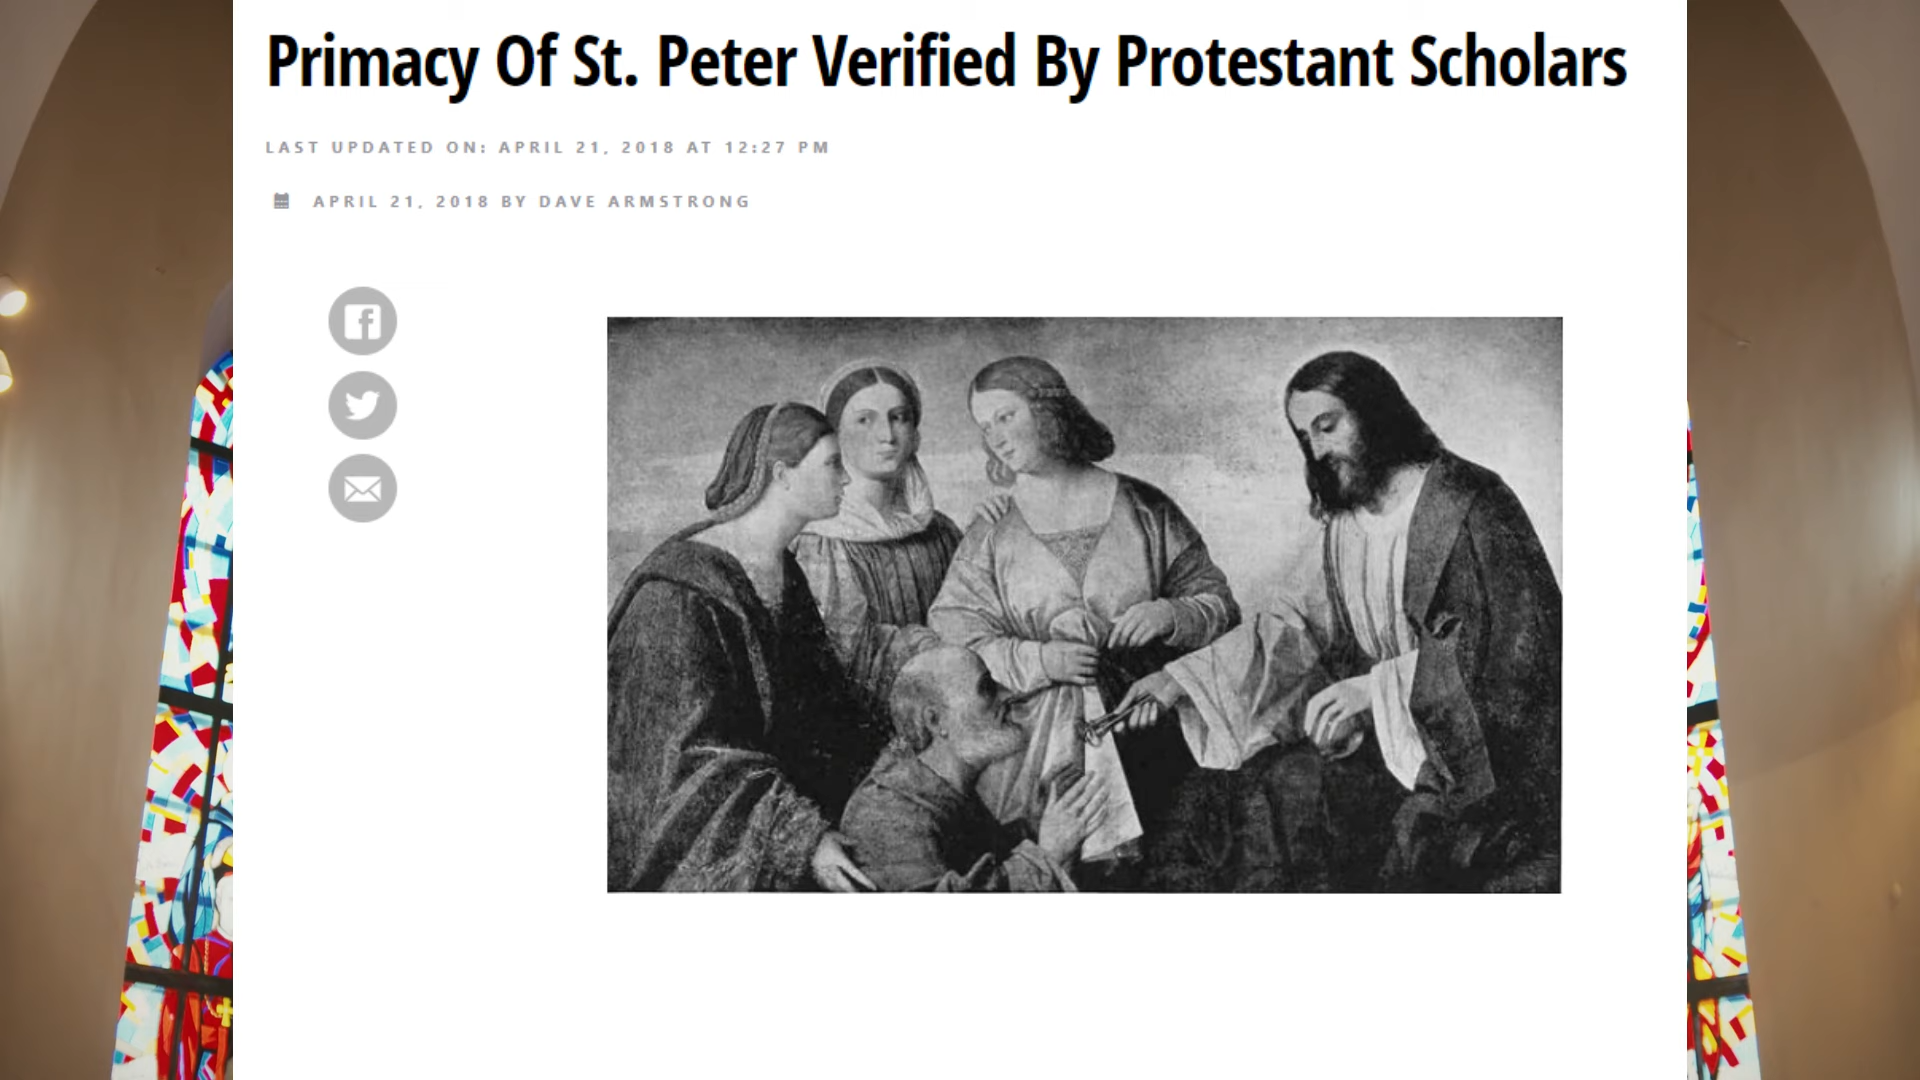 Primacy Of St. Peter Verified By Protestant Scholars
LAST UPDATED ON: APRIL 21, 2018 AT 12:27 PM
APRIL 21, 2018 BY DAVE ARMSTRONG